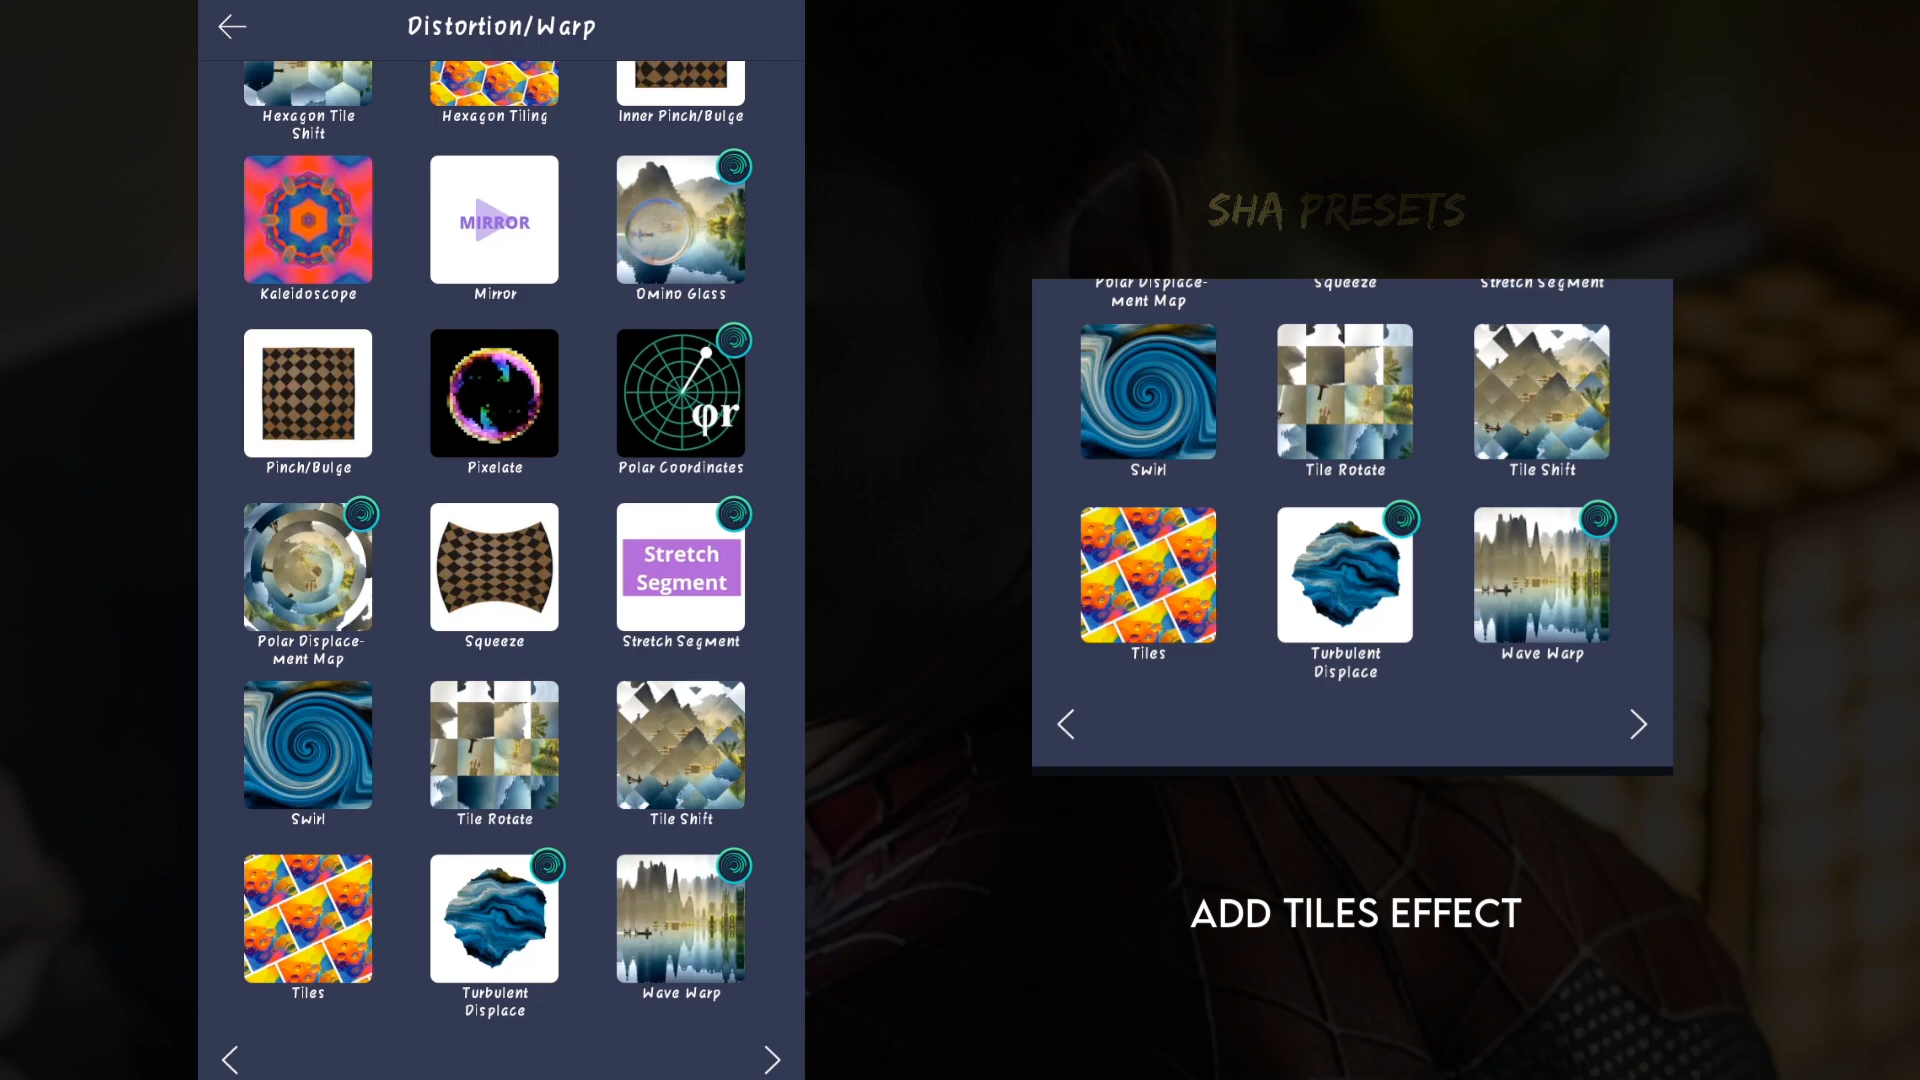 Distortion/Warp
Hexagon Tile
Shift
Hexagon Tiling
Inner Pinch/Bulge
MIRROR
Kaleidoscope
Mirror
Omino Glass
φr
Pinch/Bulge
Pixelate
Polar Coordinates
Stretch
Segment
Polar Displace-
ment Map
Squeeze
Stretch Segment
Swirl
Tile Rotate
Tile Shift
Tiles
Turbulent
Displace
Wave Warp
SHA PRESETS
Polar Displace-
ment Map
Squeeze
Stretch Segment
Swirl
Tile Rotate
Tile Shift
Tiles
Turbulent
Displace
Wave Warp
ADD TILES EFFECT